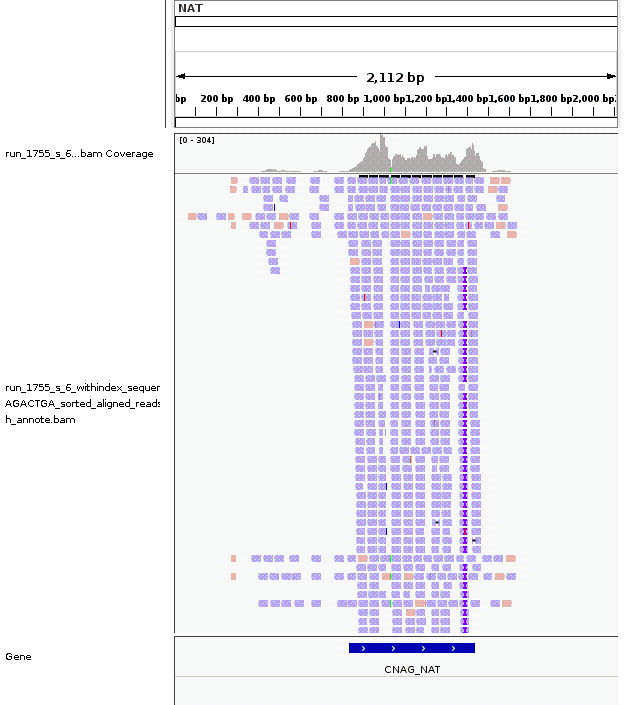 NAT
2,112 bp
bp 200 bp 400 bp 600 bp 800 bp 1,000 bp 1,200 bp 1,400 bp 1,600 bp 1,800 bp 2,000 bp 2
[0 - 304]
run_1755_s_6...bam Coverage
run_1755_s_6_withindex_sequer
AGACTGA_sorted_aligned_reads
h_annote.bam
Gene
CNAG_NAT